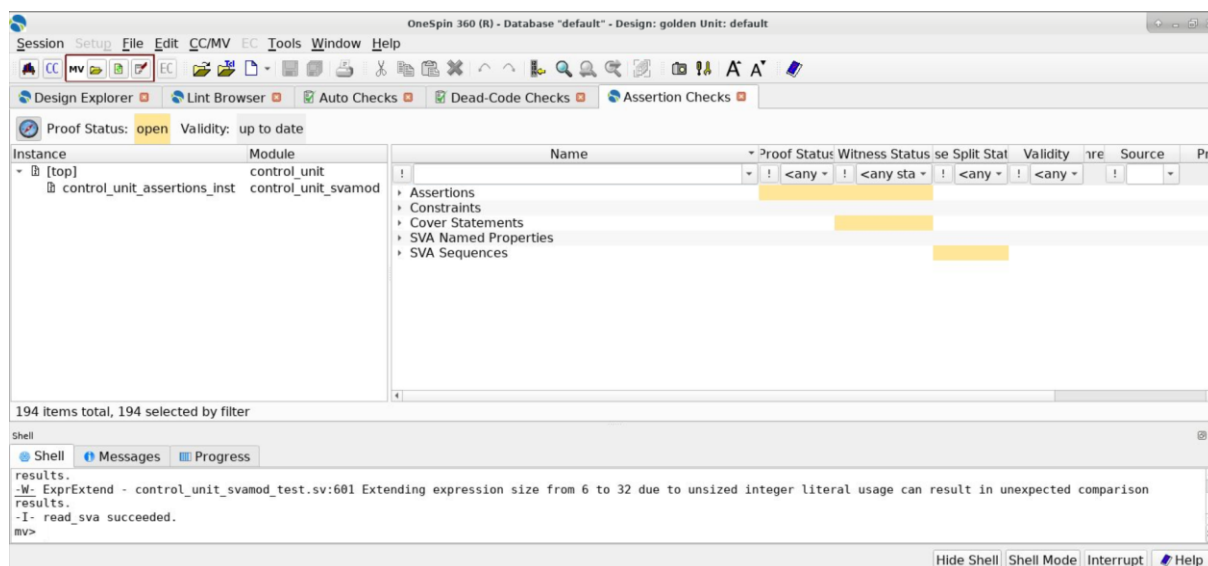 OneSpin 360 (R) - Database "default" - Design: golden Unit: default
Session Setup File Edit CC/MV EC Tools Window Help
CC MV EC Tcl A A
Design Explorer Lint Browser Auto Checks Dead-Code Checks Assertion Checks
Proof Status: open Validity: up to date
Instance Module Name Proof Status Witness Status se Split Stat Validity Source Pr
[top] control_unit ! ! <any ! <any sta ! <any ! <any !
control_unit_assertions_inst control_unit_svamod
Assertions
Constraints
Cover Statements
SVA Named Properties
SVA Sequences
194 items total, 194 selected by filter
Shell
Shell Messages Progress
results.
-W- ExprExtend - control_unit_svamod_test.sv:601 Extending expression size from 6 to 32 due to unsized integer literal usage can result in unexpected comparison
results.
-I- read_sva succeeded.
mv>
Hide Shell Shell Mode Interrupt Help